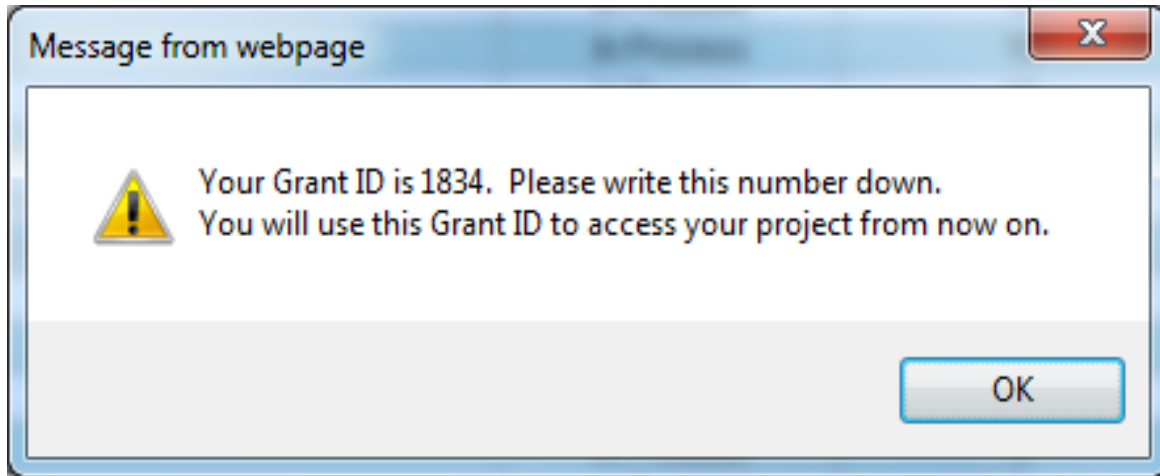 Message from webpage
Your Grant ID is 1834.  Please write this number down.
You will use this Grant ID to access your project from now on.
OK